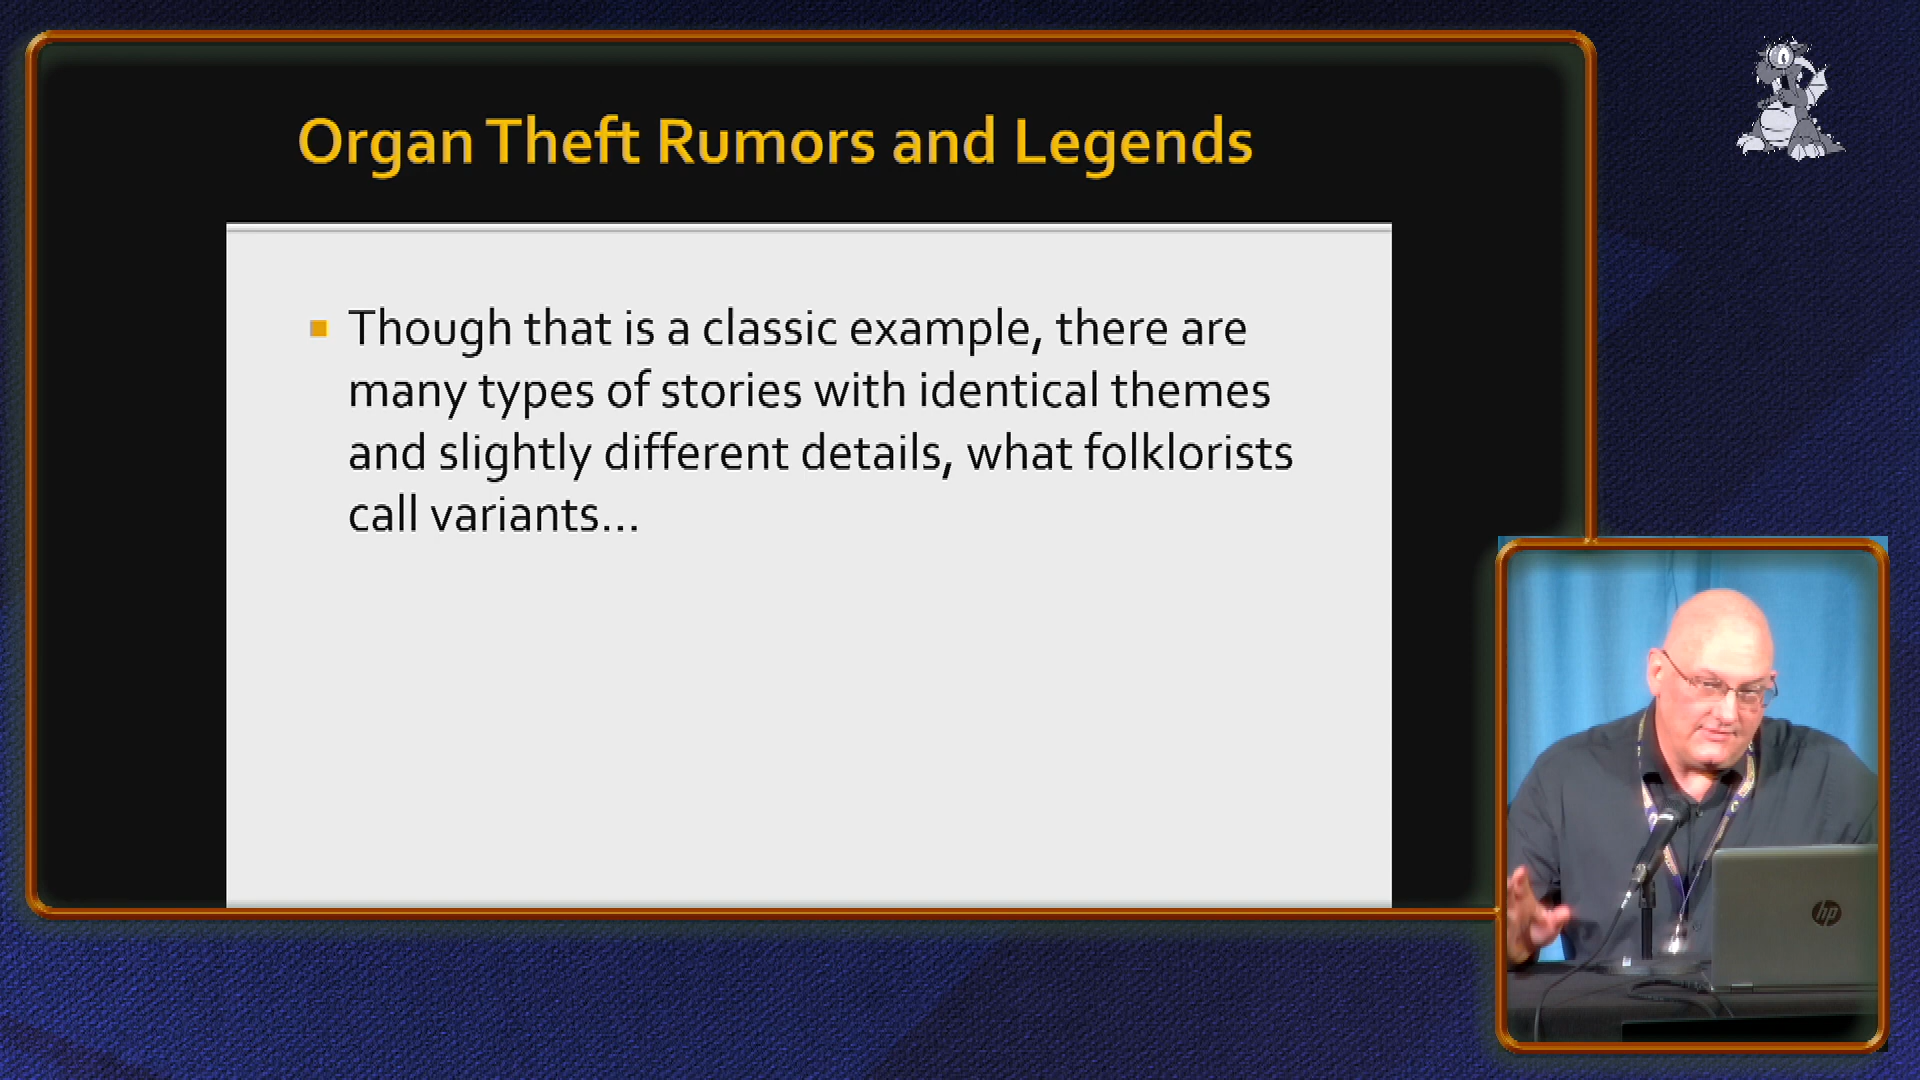 Organ Theft Rumors and Legends
Though that is a classic example, there are
many types of stories with identical themes
and slightly different details, what folklorists
call variants...
hp